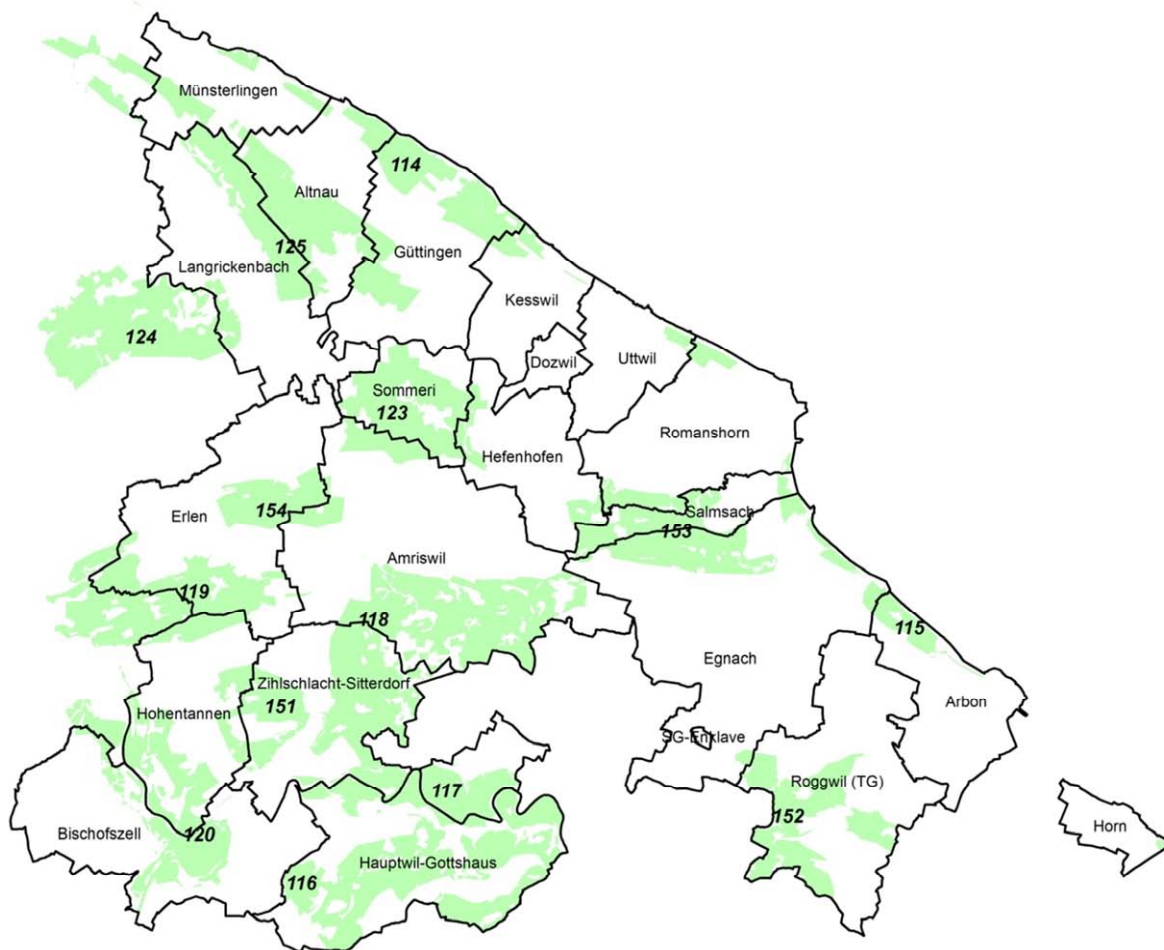 Münsterlingen
114
Altnau
125
Güttingen
Langrickenbach
Kesswil
124
Dozwil
Uttwil
Sommeri
123
Romanshorn
Hefenhofen
154
Salmsach
Erlen
153
Amriswil
119
118
115
Egnach
Zihlschlacht-Sitterdorf
151
Arbon
Hohentannen
SG-Enklave
Roggwil (TG)
117
152
Horn
Bischofszell
120
Hauptwil-Gottshaus
116